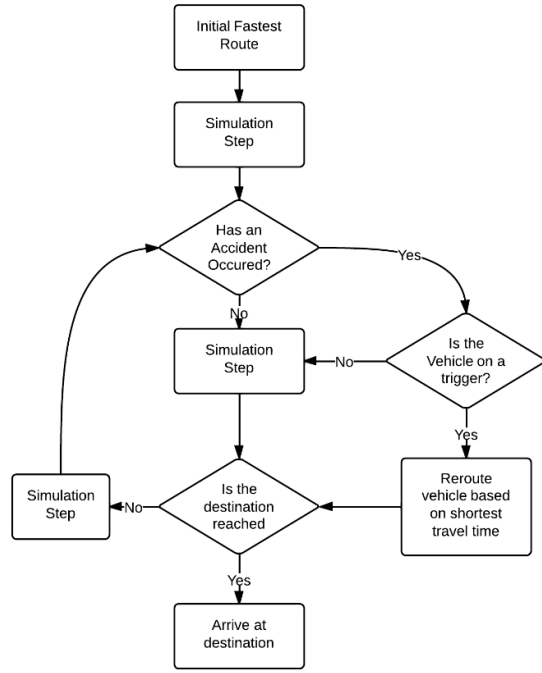 Initial Fastest
Route
Simulation
Step
Has an
Accident
Occured?
Yes
No
Is the
Vehicle on a
trigger?
Simulation
Step
No
Yes
Reroute
vehicle based
on shortest
travel time
Is the
destination
reached
No
Simulation
Step
Yes
Arrive at
destination